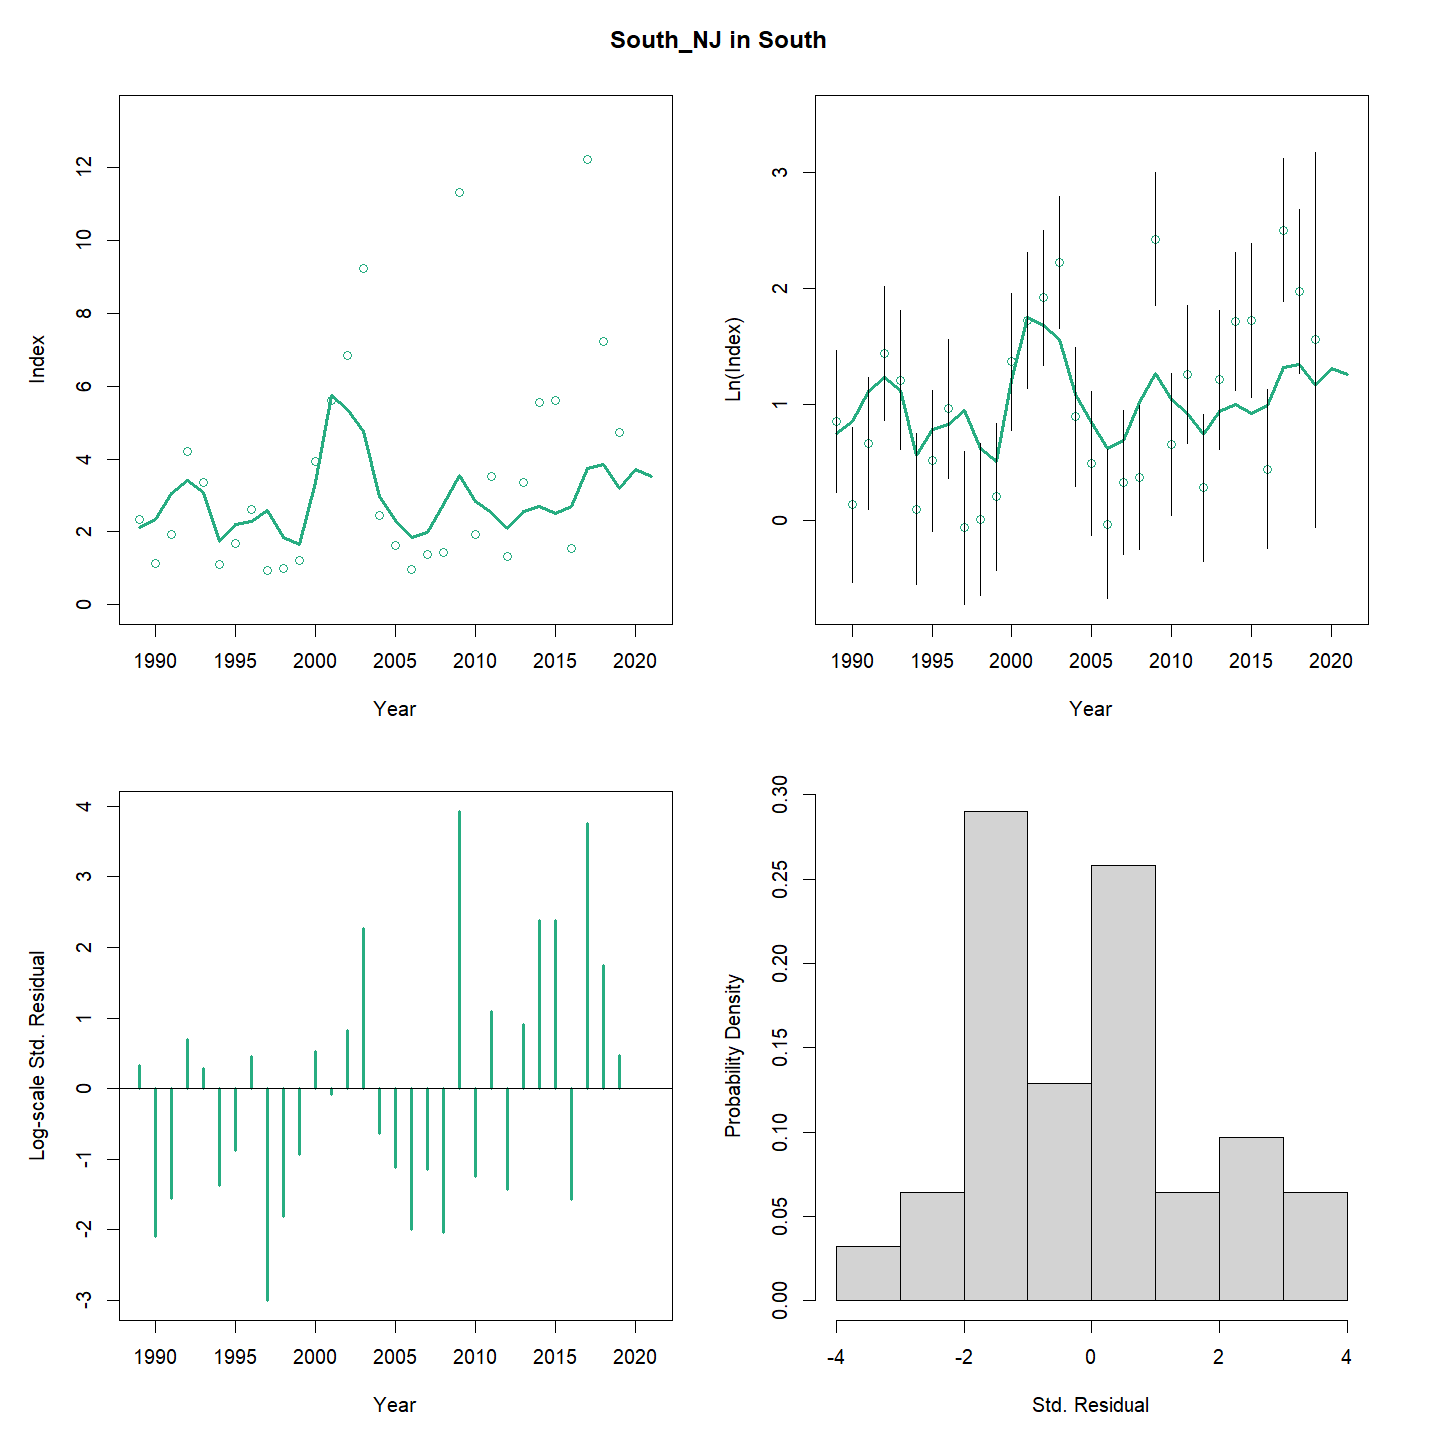 South_NJ in South
Index
0
2
4
6
8
10
12
1990 1995 2000 2005 2010 2015 2020
Year
Ln(Index)
0
1
2
3
1990 1995 2000 2005 2010 2015 2020
Year
Log-scale Std. Residual
-3
-2
-1
0
1
2
3
4
1990 1995 2000 2005 2010 2015 2020
Year
Probability Density
0.00
0.05
0.10
0.15
0.20
0.25
0.30
-4 -2 0 2 4
Std. Residual